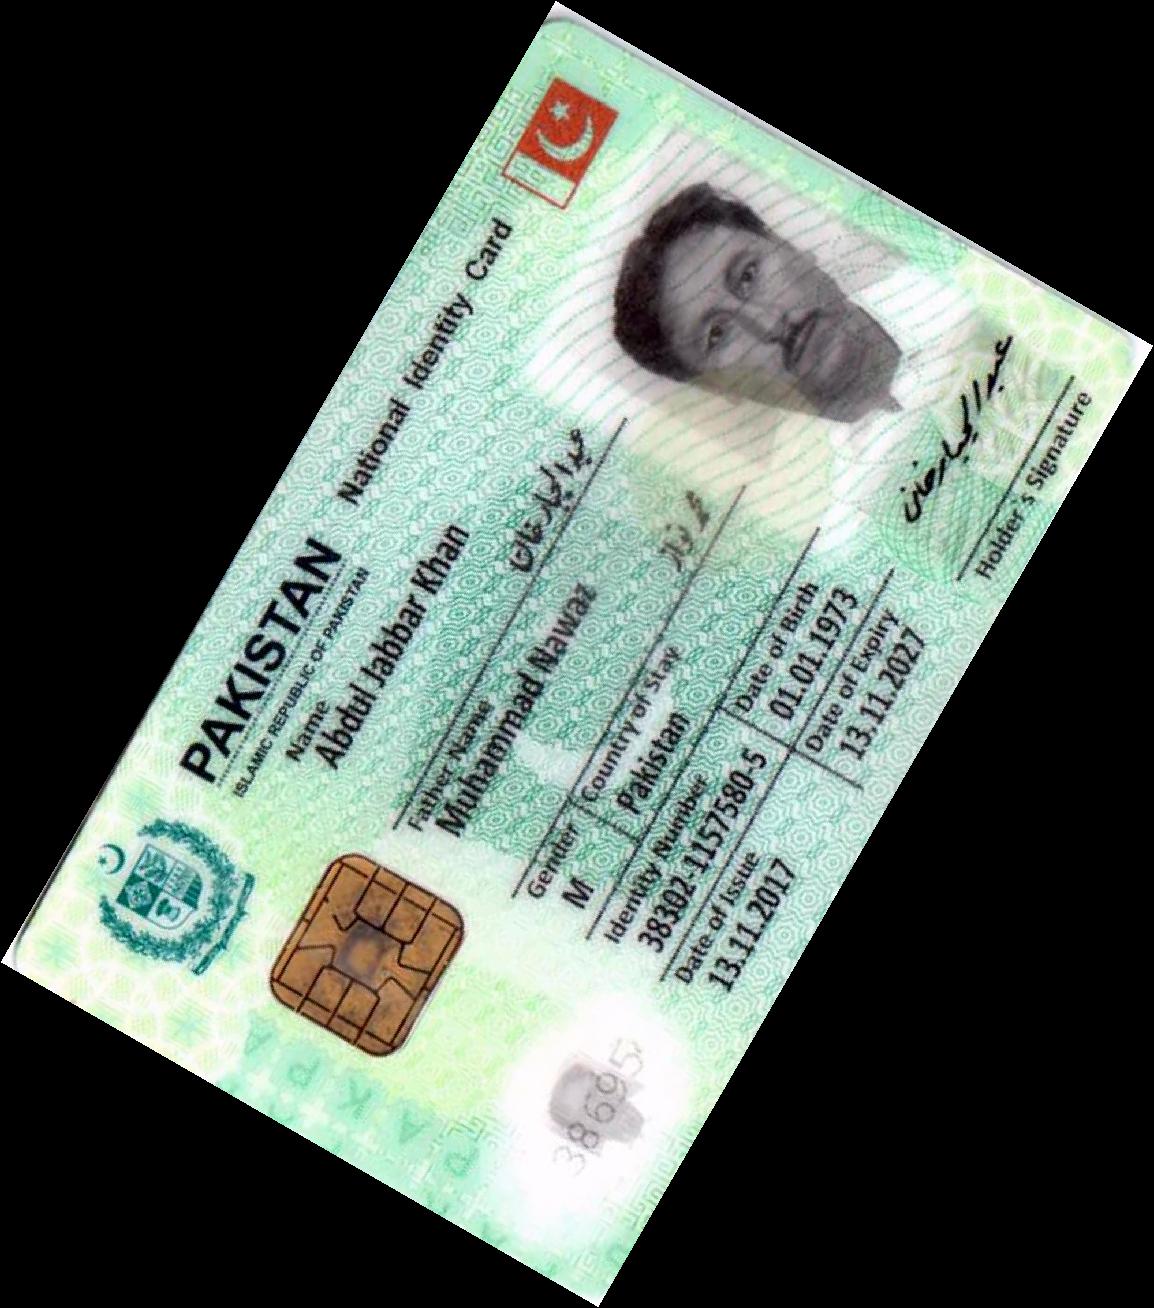 PAKISTAN National Identity Card
ISLAMIC REPUBLIC OF PAKISTAN
Name
Abdul Jabbar Khan
عبدالجبار خان
Father Name
Muhammad Nawaz
محمد نواز
Gender Country of Stay
M Pakistan
Identity Number Date of Birth
38302-1157580-5 01.01.1973
Date of Issue Date of Expiry
13.11.2017 13.11.2027
عبدالجبار خان
Holder's Signature
38695
PAKPA